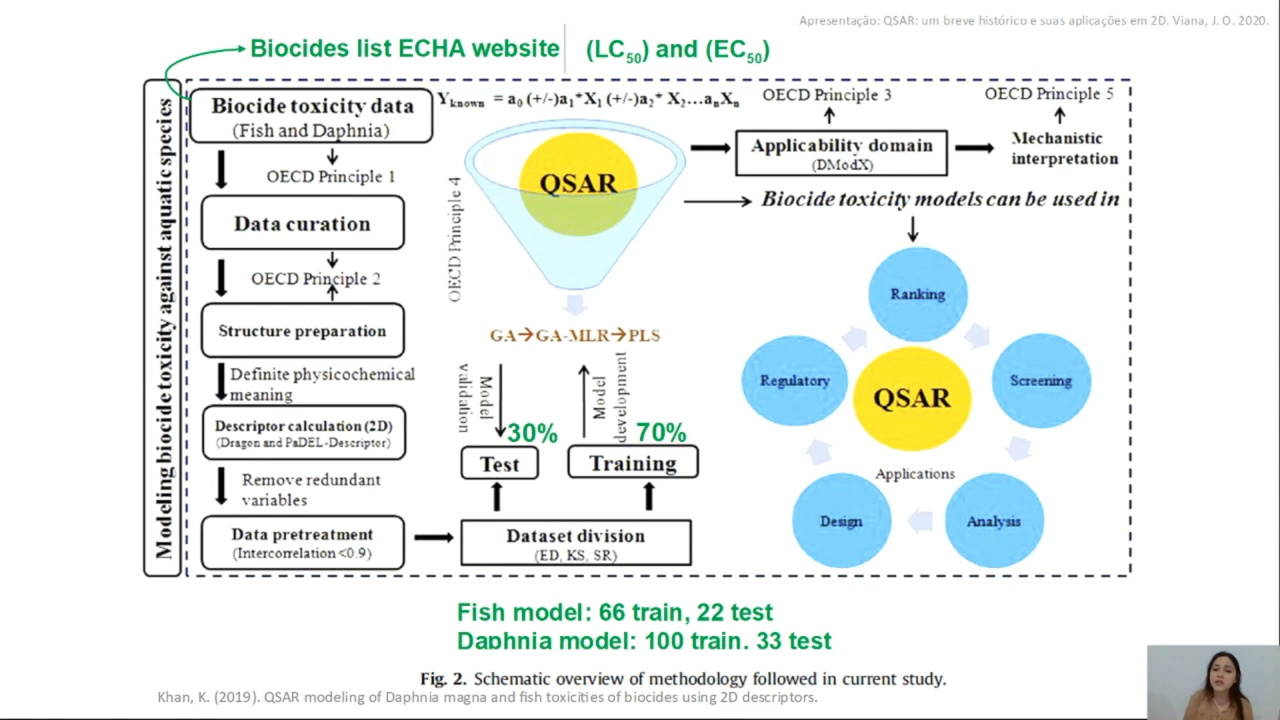 Apresentação: QSAR: um breve histórico e suas aplicações em 2D. Viana, J. O. 2020.
Biocides list ECHA website
(LC50) and (EC50)
Modeling biocide toxicity against aquatic species
Biocide toxicity data
(Fish and Daphnia)
OECD Principle 1
Data curation
OECD Principle 2
Structure preparation
Definite physicochemical
meaning
Descriptor calculation (2D)
(Dragon and PaDEL-Descriptor)
Remove redundant
variables
Data pretreatment
(Intercorrelation <0.9)
Yknown = a0 (+/-)a1*X1 (+/-)a2* X2...anXn
QSAR
OECD Principle 4
GA→GA-MLR→PLS
Model
validation
Model
development
30%
70%
Test
Training
Dataset division
(ED, KS, SR)
OECD Principle 3
OECD Principle 5
Applicability domain
(DModX)
Mechanistic
interpretation
Biocide toxicity models can be used in
Ranking
Regulatory
QSAR
Screening
Applications
Design
Analysis
Fish model: 66 train, 22 test
Daphnia model: 100 train. 33 test
Fig. 2. Schematic overview of methodology followed in current study.
Khan, K. (2019). QSAR modeling of Daphnia magna and fish toxicities of biocides using 2D descriptors.